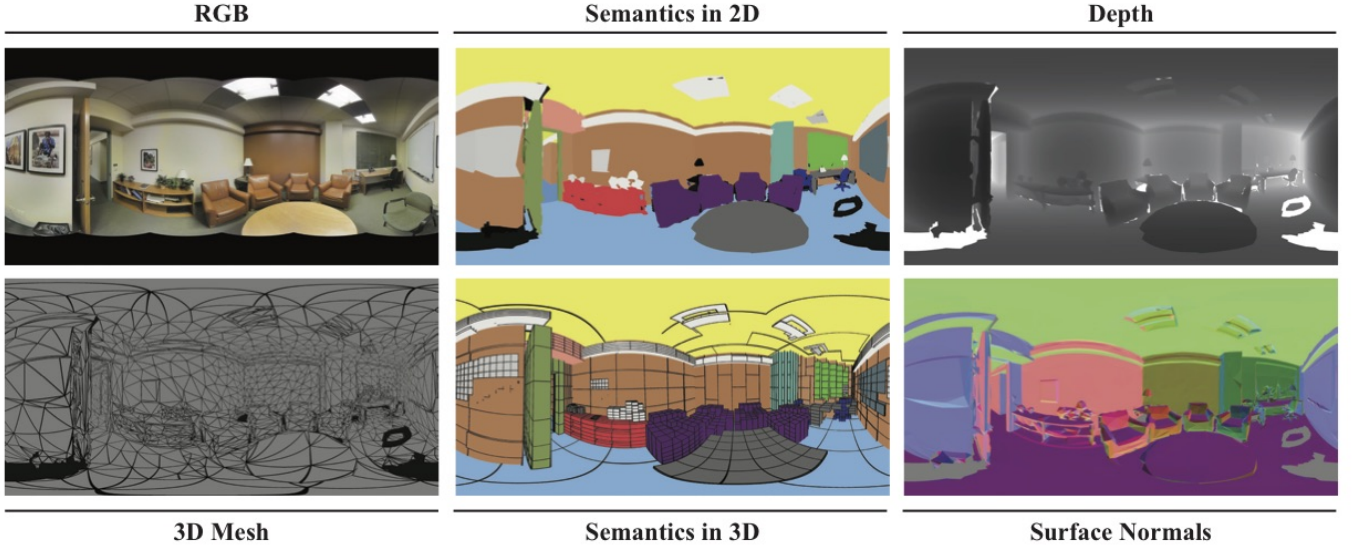 RGB
Semantics in 2D
Depth
3D Mesh
Semantics in 3D
Surface Normals